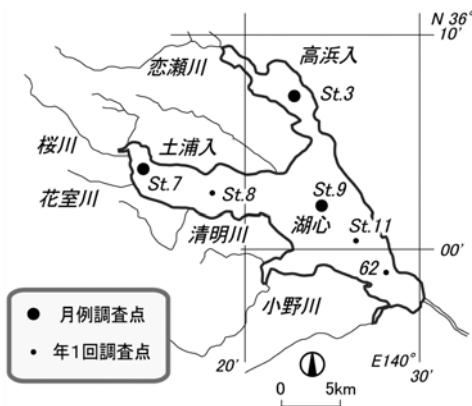 N 36°
10'
高浜入
恋瀬川
St.3
桜川
土浦入
St.7
St.8
St.9
花室川
湖心
St.11
清明川
00'
62
小野川
● 月例調査点
• 年1回調査点
20'
E140°
30'
0 5km